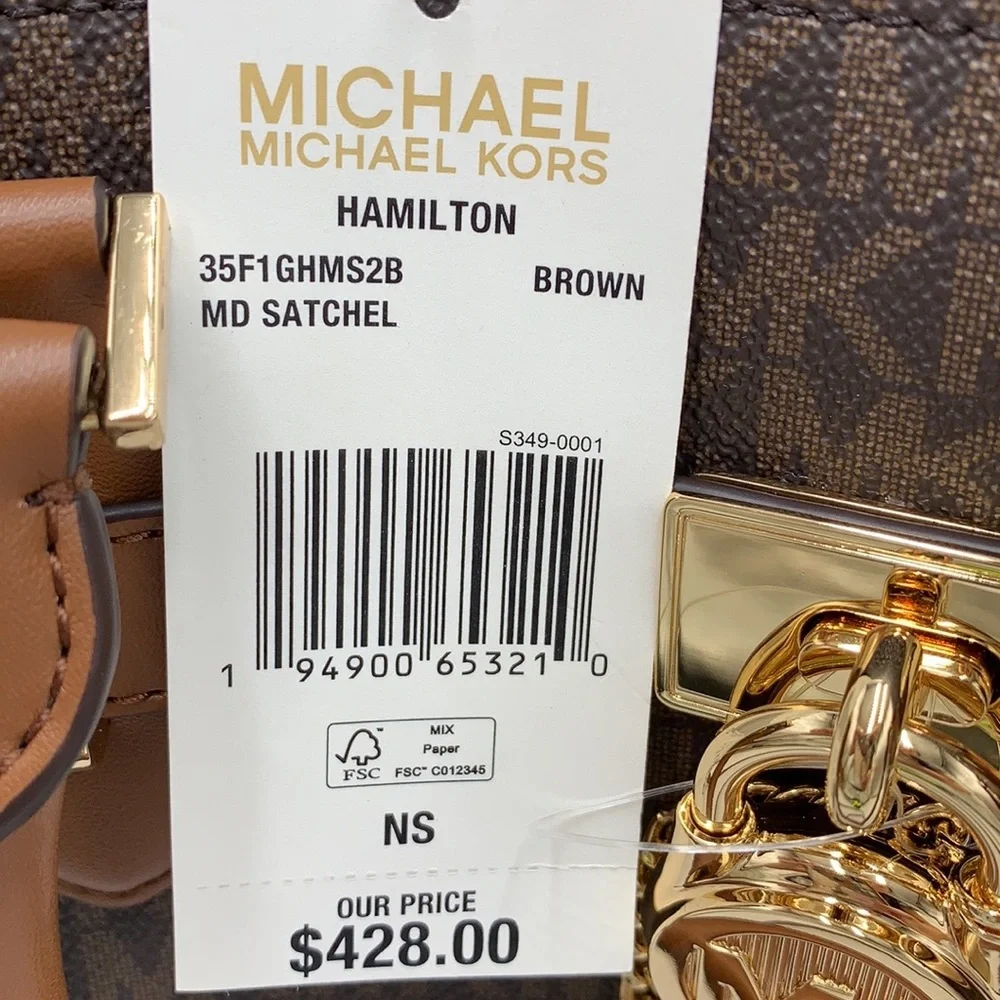 MICHAEL
MICHAEL KORS
HAMILTON
35F1GHMS2B BROWN
MD SATCHEL
S349-0001
1 94900 65321 0
MIX
Paper
FSC FSC™ C012345
NS
OUR PRICE
$428.00
KORS